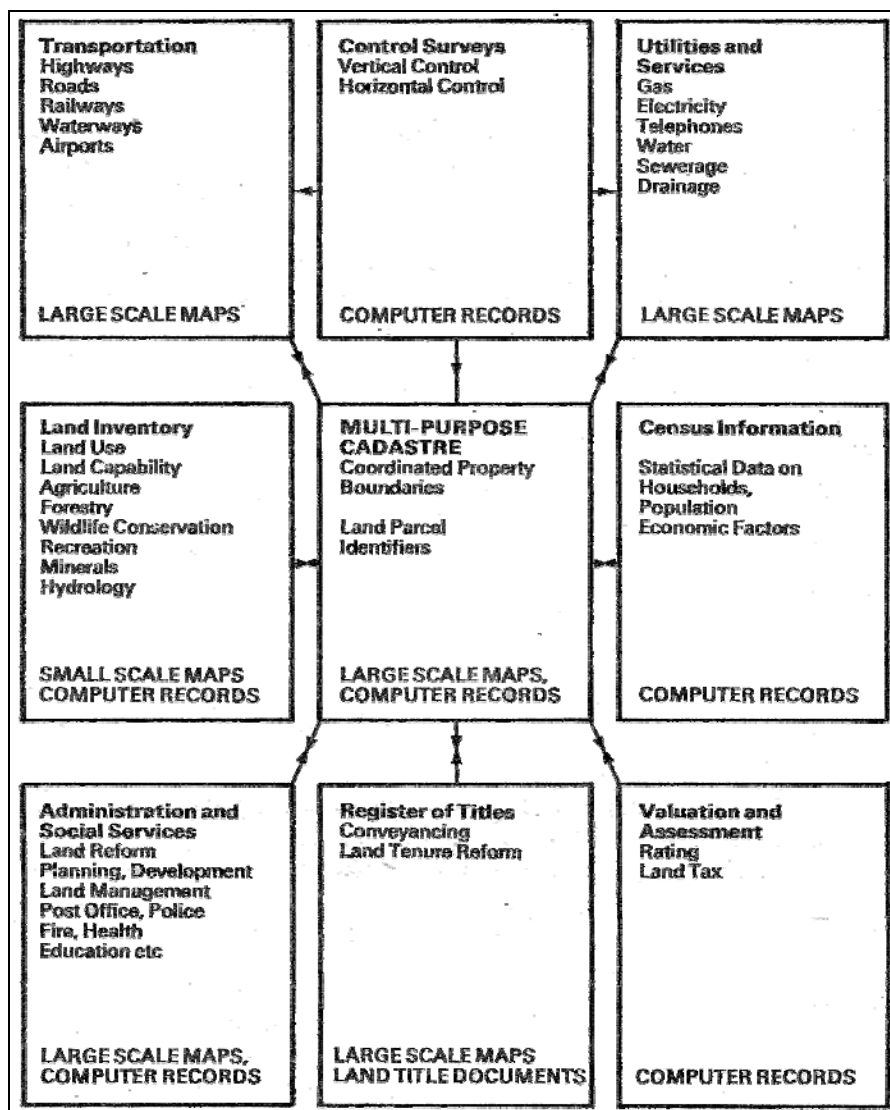 Transportation
Highways
Roads
Railways
Waterways
Airports
LARGE SCALE MAPS
Control Surveys
Vertical Control
Horizontal Control
COMPUTER RECORDS
Utilities and
Services
Gas
Electricity
Telephones
Water
Sewerage
Drainage
LARGE SCALE MAPS
Land Inventory
Land Use
Land Capability
Agriculture
Forestry
Wildlife Conservation
Recreation
Minerals
Hydrology
SMALL SCALE MAPS
COMPUTER RECORDS
MULTI-PURPOSE
CADASTRE
Coordinated Property
Boundaries
Land Parcel
Identifiers
LARGE SCALE MAPS,
COMPUTER RECORDS
Census Information
Statistical Data on
Households,
Population
Economic Factors
COMPUTER RECORDS
Administration and
Social Services
Land Reform
Planning, Development
Land Management
Post Office, Police
Fire, Health
Education etc
LARGE SCALE MAPS,
COMPUTER RECORDS
Register of Titles
Conveyancing
Land Tenure Reform
LARGE SCALE MAPS
LAND TITLE DOCUMENTS
Valuation and
Assessment
Rating
Land Tax
COMPUTER RECORDS